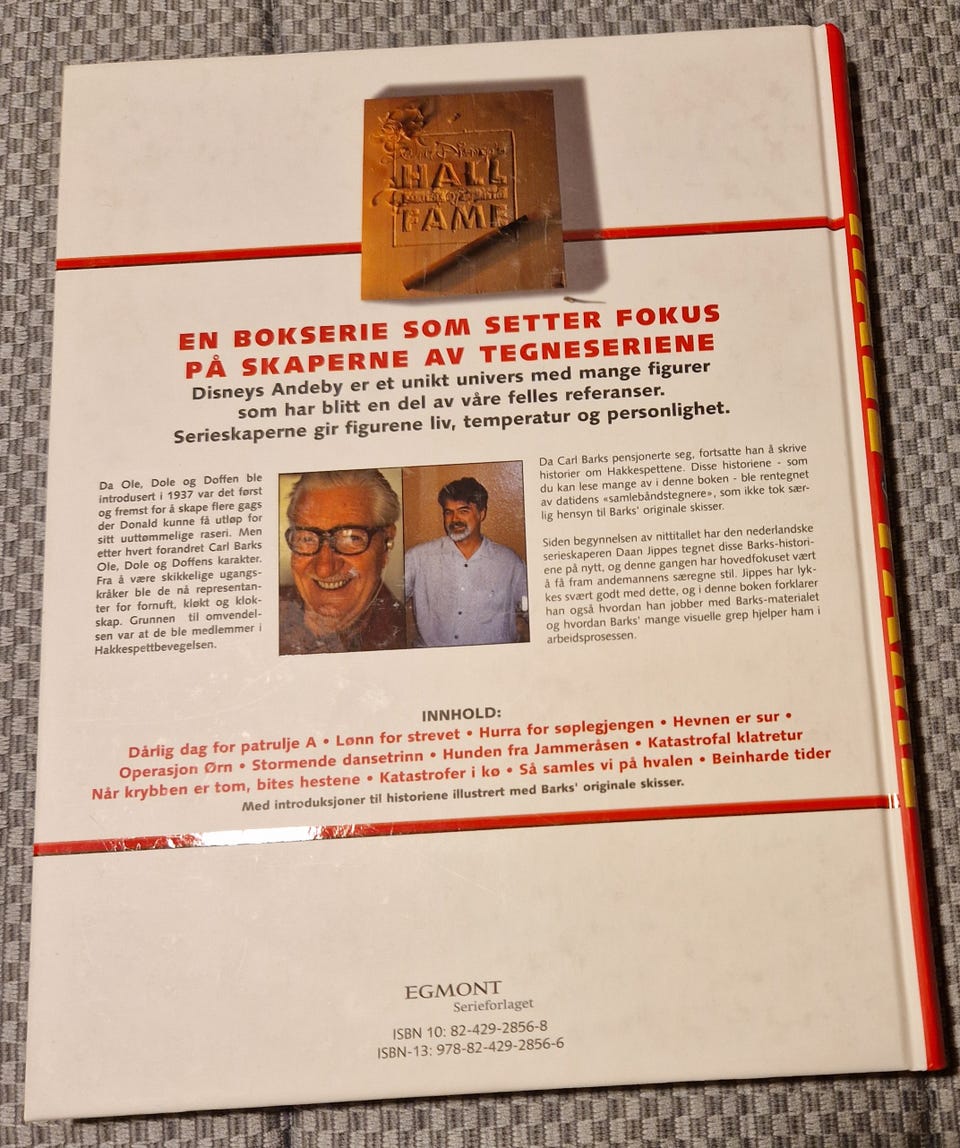 Walt Disney's
HALL
OF
FAME
EN BOKSERIE SOM SETTER FOKUS
PÅ SKAPERNE AV TEGNESERIENE
Disneys Andeby er et unikt univers med mange figurer
som har blitt en del av våre felles referanser.
Serieskaperne gir figurene liv, temperatur og personlighet.
Da Ole, Dole og Doffen ble
introdusert i 1937 var det først
og fremst for å skape flere gags
der Donald kunne få utløp for
sitt uuttømmelige raseri. Men
etter hvert forandret Carl Barks
Ole, Dole og Doffens karakter.
Fra å være skikkelige ugangs-
kråker ble de nå representan-
ter for fornuft, kløkt og klok-
skap. Grunnen til omvendel-
sen var at de ble medlemmer i
Hakkespettbevegelsen.
Da Carl Barks pensjonerte seg, fortsatte han å skrive
historier om Hakkespettene. Disse historiene - som
du kan lese mange av i denne boken - ble rentegnet
av datidens «samlebåndstegnere», som ikke tok sær-
lig hensyn til Barks' originale skisser.
Siden begynnelsen av nittitallet har den nederlandske
serieskaperen Daan Jippes tegnet disse Barks-histori-
ene på nytt, og denne gangen har hovedfokuset vært
å få fram andemannens særegne stil. Jippes har lyk-
kes svært godt med dette, og i denne boken forklarer
han også hvordan han jobber med Barks-materialet
og hvordan Barks' mange visuelle grep hjelper ham i
arbeidsprosessen.
INNHOLD:
Dårlig dag for patrulje A • Lønn for strevet • Hurra for søplegjengen • Hevnen er sur •
Operasjon Ørn • Stormende dansetrinn • Hunden fra Jammeråsen • Katastrofal klatretur
Når krybben er tom, bites hestene • Katastrofer i kø • Så samles vi på hvalen • Beinharde tider
Med introduksjoner til historiene illustrert med Barks' originale skisser.
EGMONT
Serieforlaget
ISBN 10: 82-429-2856-8
ISBN-13: 978-82-429-2856-6